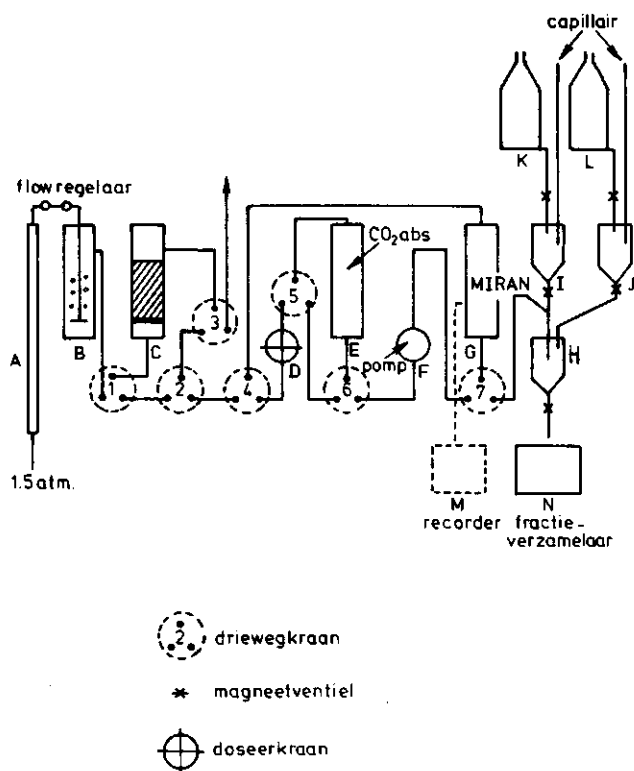 capillair
K
L
flowregelaar
CO2abs
MIRAN
I
J
A
B
C
3
5
D
E
pomp
F
G
H
1
2
4
6
7
1.5 atm.
M
recorder
N
fractie-
verzamelaar
2
driewegkraan
magneetventiel
doseerkraan